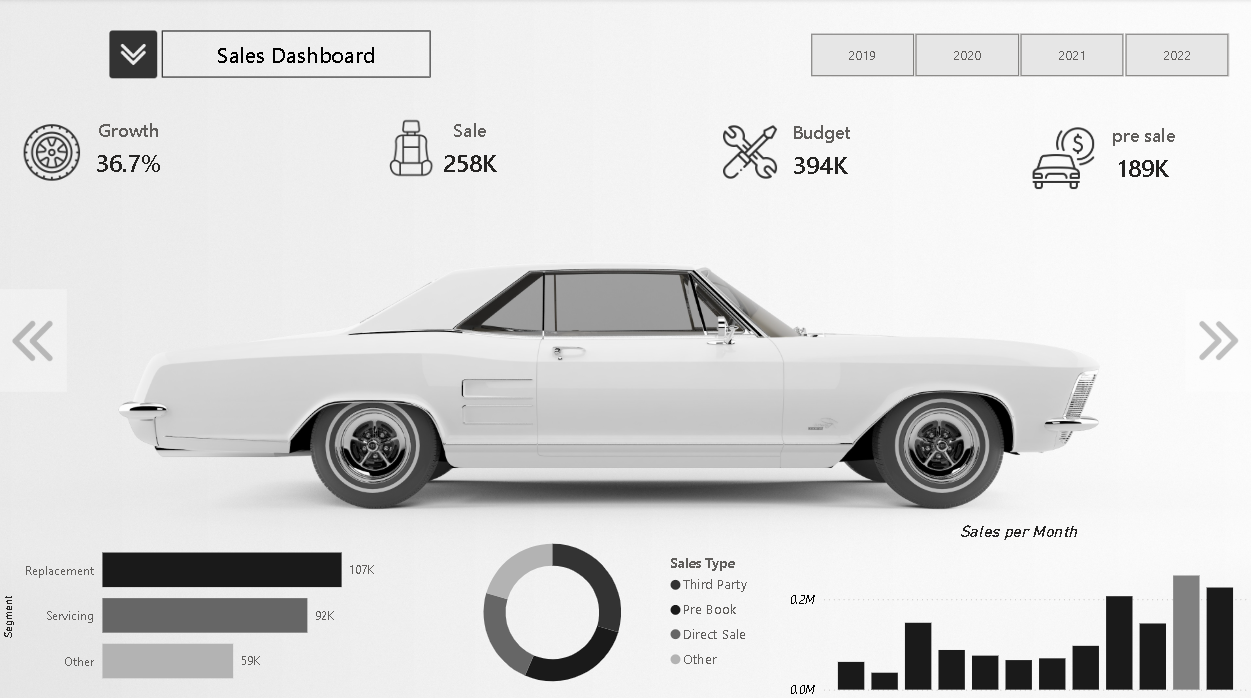 Sales Dashboard
2019
2020
2021
2022
Growth
36.7%
Sale
258K
Budget
394K
pre sale
189K
$
Sales per Month
Segment
Replacement
107K
Servicing
92K
Other
59K
Sales Type
Third Party
Pre Book
Direct Sale
Other
0.2M
0.0M